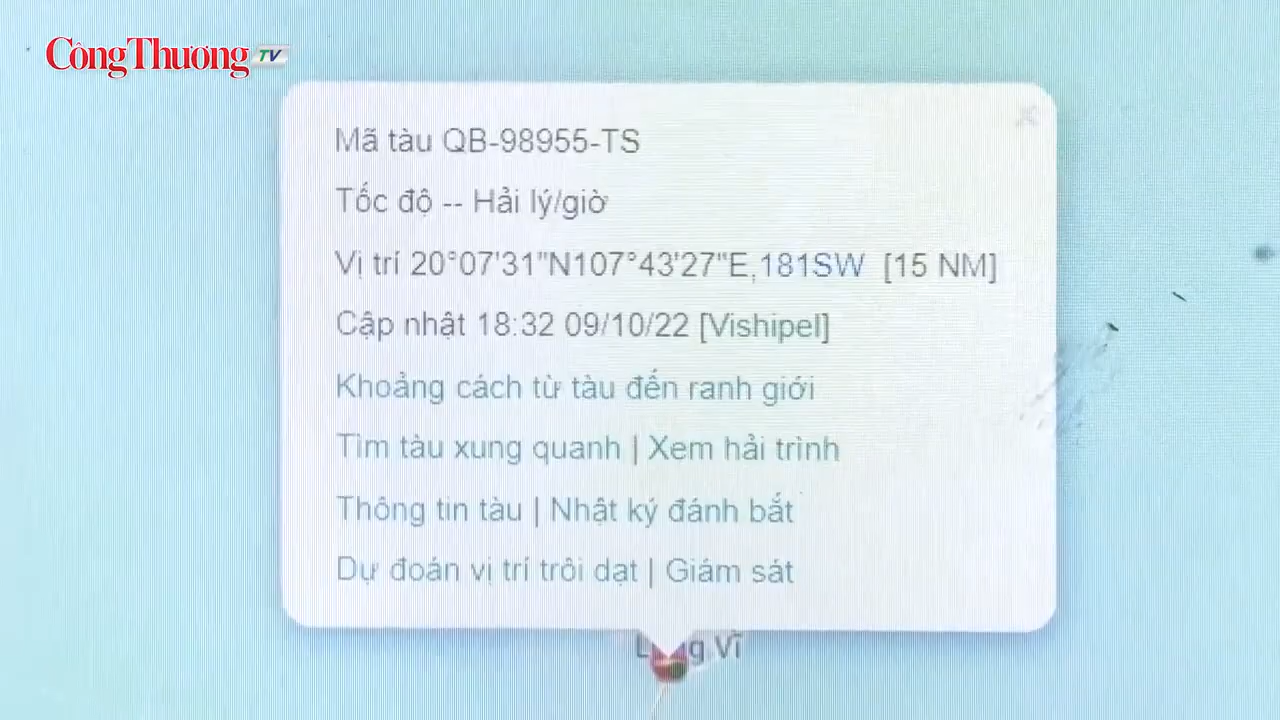 CôngThương TV
Mã tàu QB-98955-TS
Tốc độ -- Hải lý/giờ
Vị trí 20°07'31"N107°43'27"E,181SW [15 NM]
Cập nhật 18:32 09/10/22 [Vishipel]
Khoảng cách từ tàu đến ranh giới
Tìm tàu xung quanh | Xem hải trình
Thông tin tàu | Nhật ký đánh bắt
Dự đoán vị trí trôi dạt | Giám sát
Vĩ